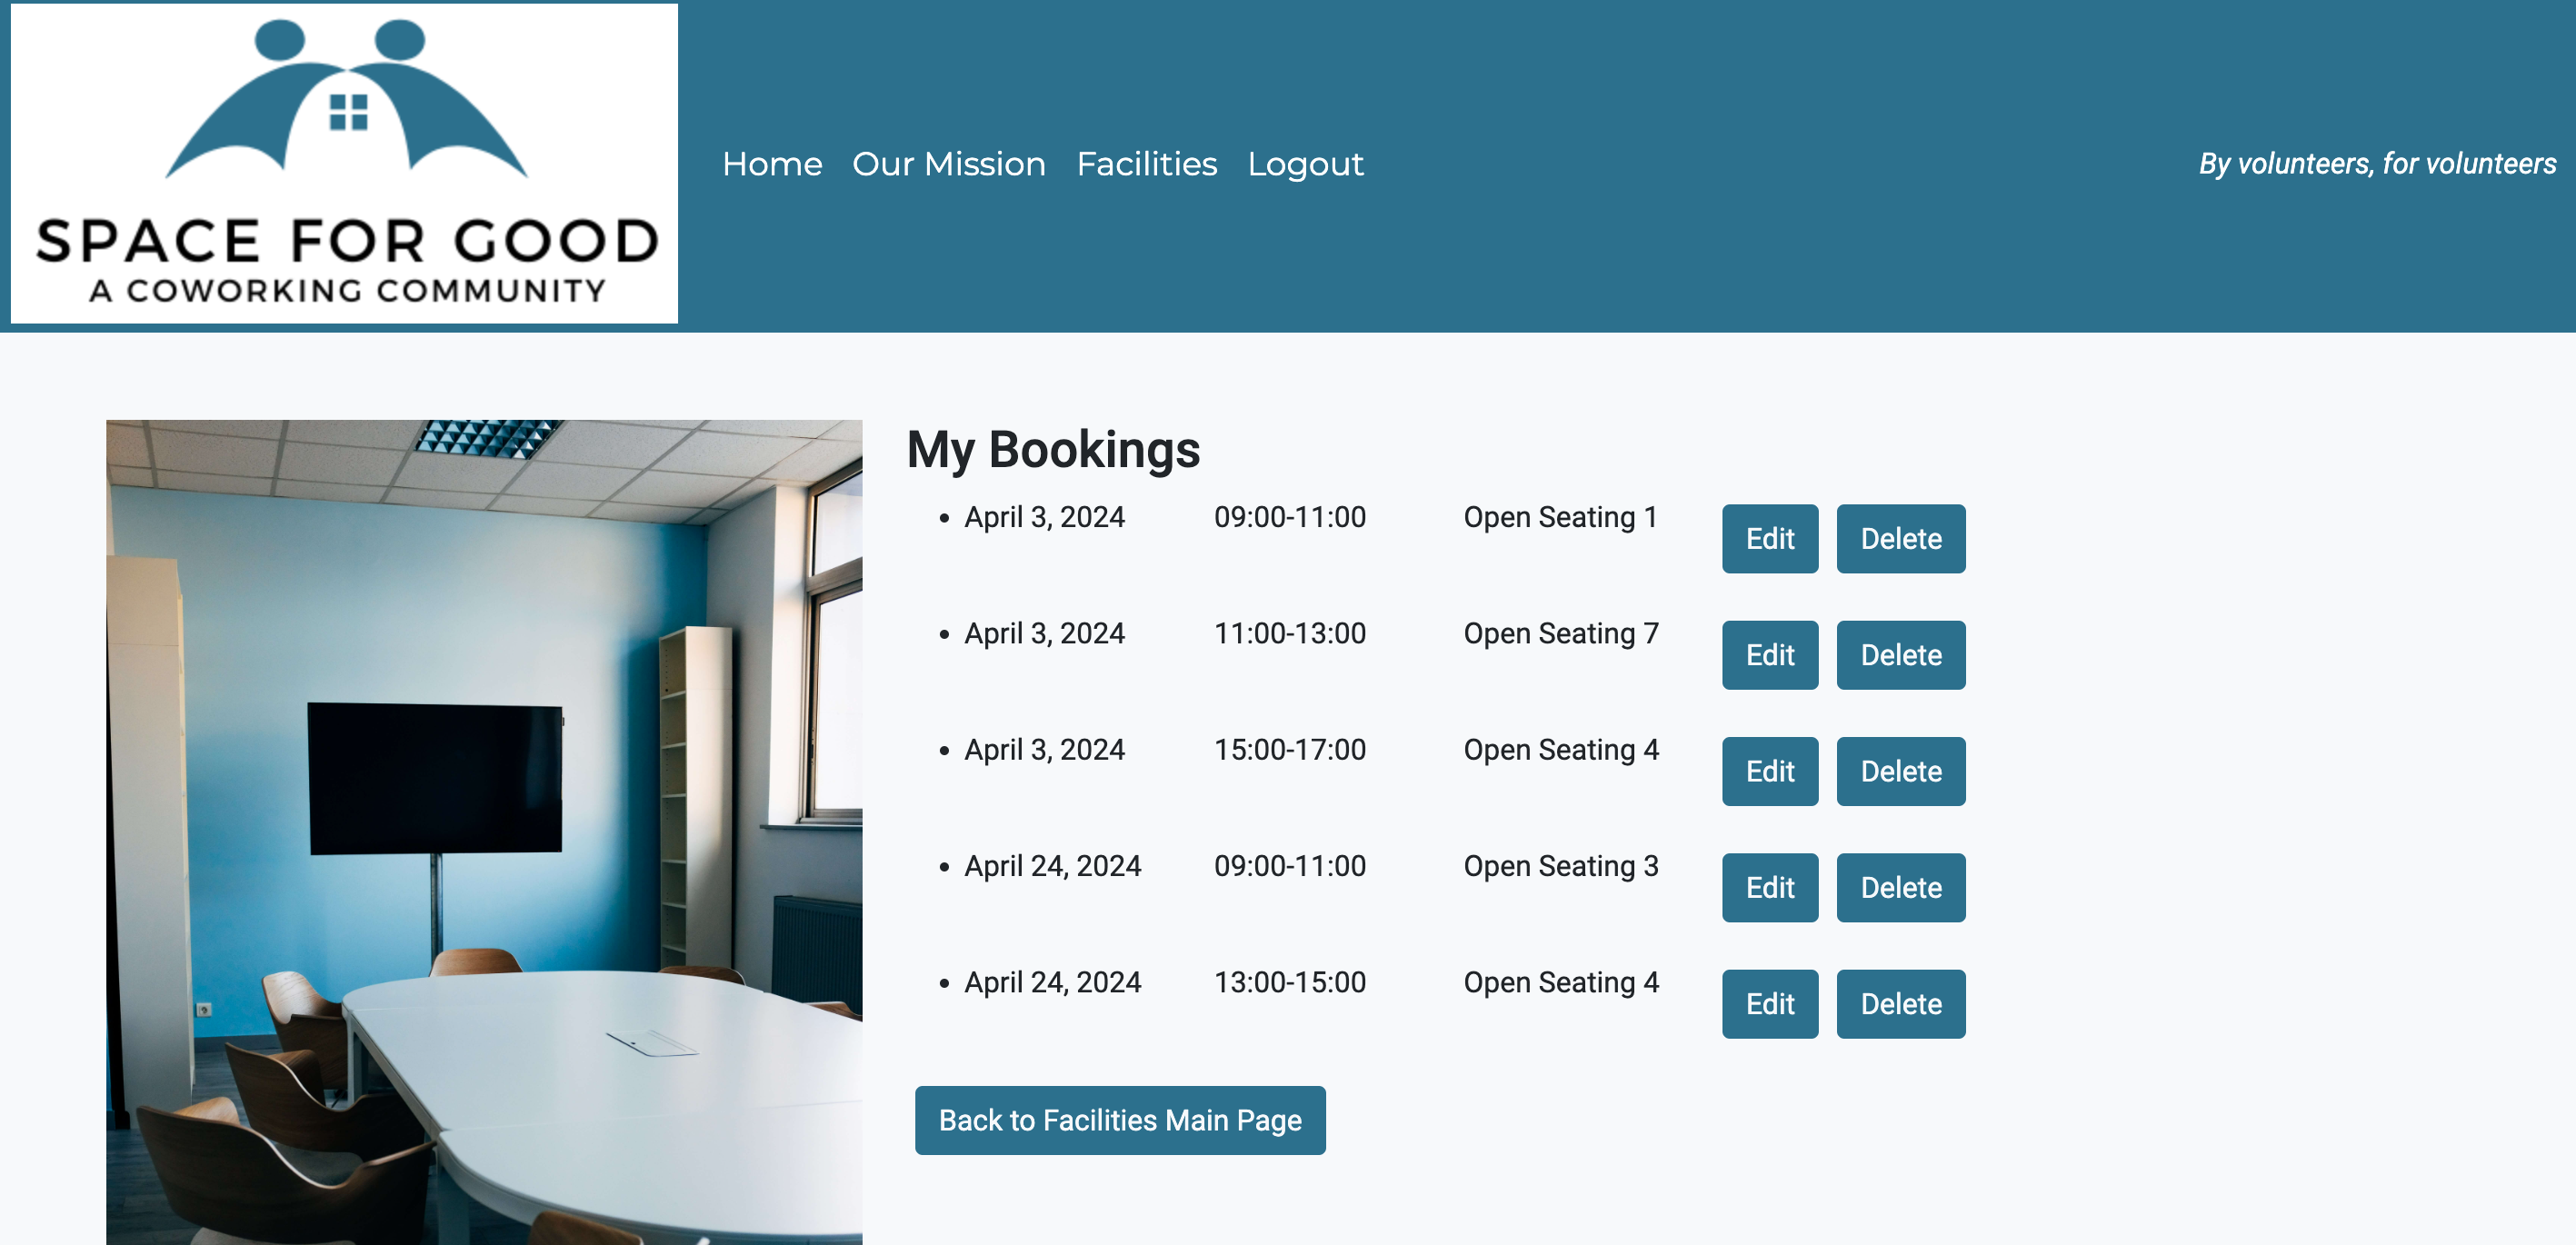 SPACE FOR GOOD
A COWORKING COMMUNITY
Home Our Mission Facilities Logout
By volunteers, for volunteers
My Bookings
• April 3, 2024 09:00-11:00 Open Seating 1 Edit Delete
• April 3, 2024 11:00-13:00 Open Seating 7 Edit Delete
• April 3, 2024 15:00-17:00 Open Seating 4 Edit Delete
• April 24, 2024 09:00-11:00 Open Seating 3 Edit Delete
• April 24, 2024 13:00-15:00 Open Seating 4 Edit Delete
Back to Facilities Main Page